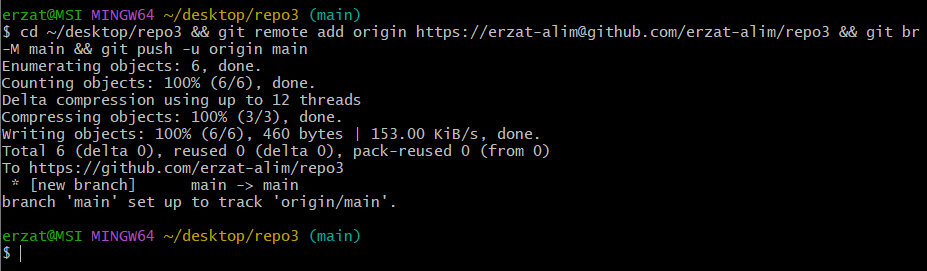 erzat@MSI MINGW64 ~/desktop/repo3 (main)
$ cd ~/desktop/repo3 && git remote add origin https://erzat-alim@github.com/erzat-alim/repo3 && git br
-M main && git push -u origin main
Enumerating objects: 6, done.
Counting objects: 100% (6/6), done.
Delta compression using up to 12 threads
Compressing objects: 100% (3/3), done.
Writing objects: 100% (6/6), 460 bytes | 153.00 KiB/s, done.
Total 6 (delta 0), reused 0 (delta 0), pack-reused 0 (from 0)
To https://github.com/erzat-alim/repo3
 * [new branch]      main -> main
branch 'main' set up to track 'origin/main'.
erzat@MSI MINGW64 ~/desktop/repo3 (main)
$